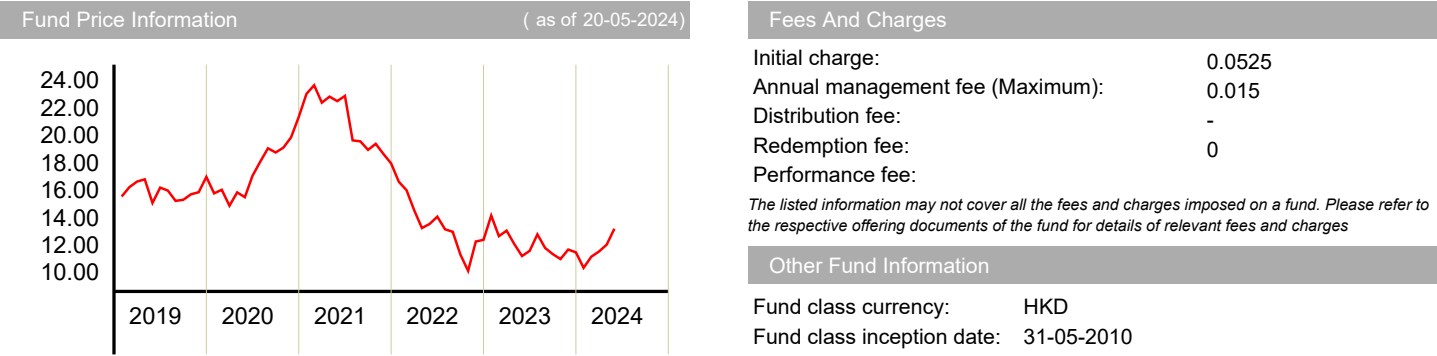 Fund Price Information ( as of 20-05-2024)
24.00
22.00
20.00
18.00
16.00
14.00
12.00
10.00
2019 2020 2021 2022 2023 2024
Fees And Charges
Initial charge: 0.0525
Annual management fee (Maximum): 0.015
Distribution fee: -
Redemption fee: 0
Performance fee:
The listed information may not cover all the fees and charges imposed on a fund. Please refer to
the respective offering documents of the fund for details of relevant fees and charges
Other Fund Information
Fund class currency: HKD
Fund class inception date: 31-05-2010